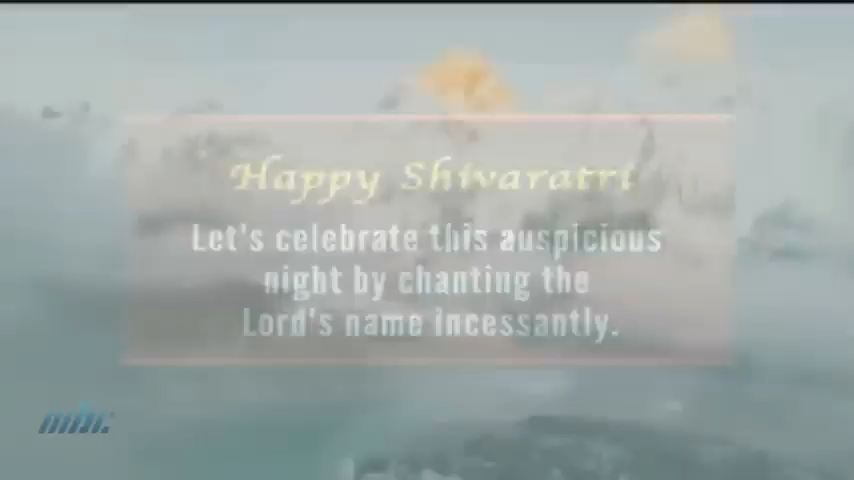 Happy Shivaratri
Let's celebrate this auspicious
night by chanting the
Lord's name incessantly.